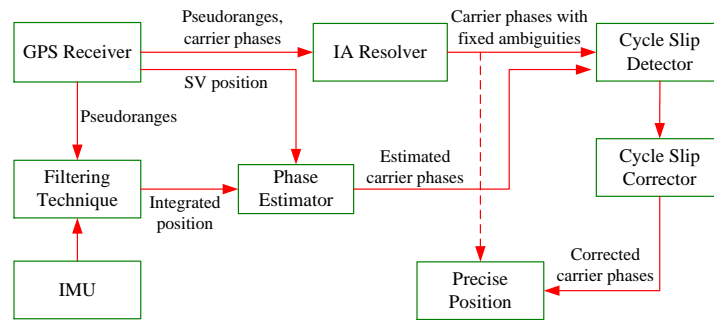 Pseudoranges,
carrier phases
Carrier phases with
fixed ambiguities
GPS Receiver
IA Resolver
Cycle Slip
Detector
SV position
Pseudoranges
Filtering
Technique
Integrated
position
Phase
Estimator
Estimated
carrier phases
Cycle Slip
Corrector
IMU
Precise
Position
Corrected
carrier phases